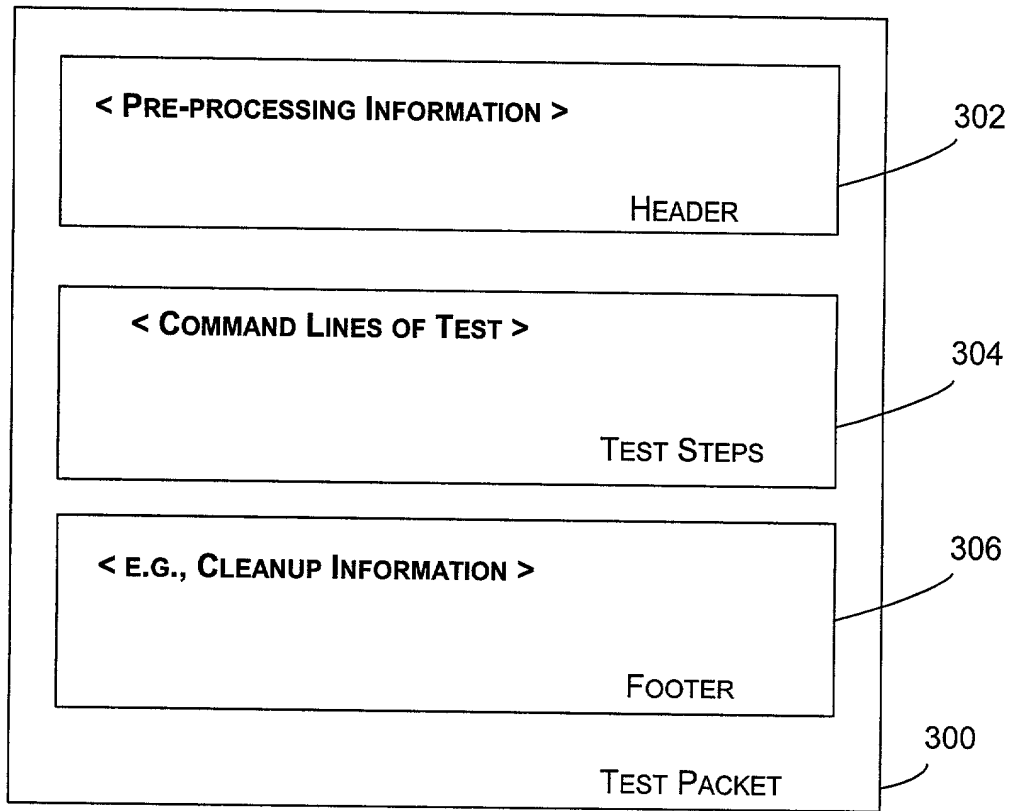 < PRE-PROCESSING INFORMATION >
302
HEADER
< COMMAND LINES OF TEST >
304
TEST STEPS
< E.G., CLEANUP INFORMATION >
306
FOOTER
300
TEST PACKET